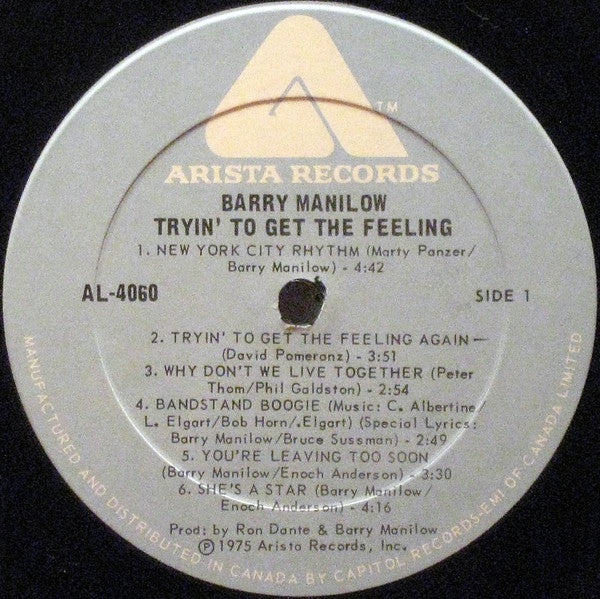 TM
ARISTA RECORDS
BARRY MANILOW
TRYIN' TO GET THE FEELING
1. NEW YORK CITY RHYTHM (Marty Panzer/
Barry Manilow) - 4:42
AL-4060
SIDE 1
2. TRYIN' TO GET THE FEELING AGAIN -
(David Pomeranz) - 3:51
3. WHY DON'T WE LIVE TOGETHER (Peter
Thom/Phil Galdston) - 2:54
4. BANDSTAND BOOGIE (Music: C. Albertine/
L. Elgart/Bob Horn/.Elgart) (Special Lyrics:
Barry Manilow/Bruce Sussman) - 2:49
5. YOU'RE LEAVING TOO SOON
(Barry Manilow/Enoch Anderson) - 3:30
6. SHE'S A STAR (Barry Manilow/
Enoch Anderson) - 4:16
Prod: by Ron Dante & Barry Manilow
℗ 1975 Arista Records, Inc.
MANUFACTURED AND DISTRIBUTED IN CANADA BY CAPITOL RECORDS-EMI OF CANADA LIMITED